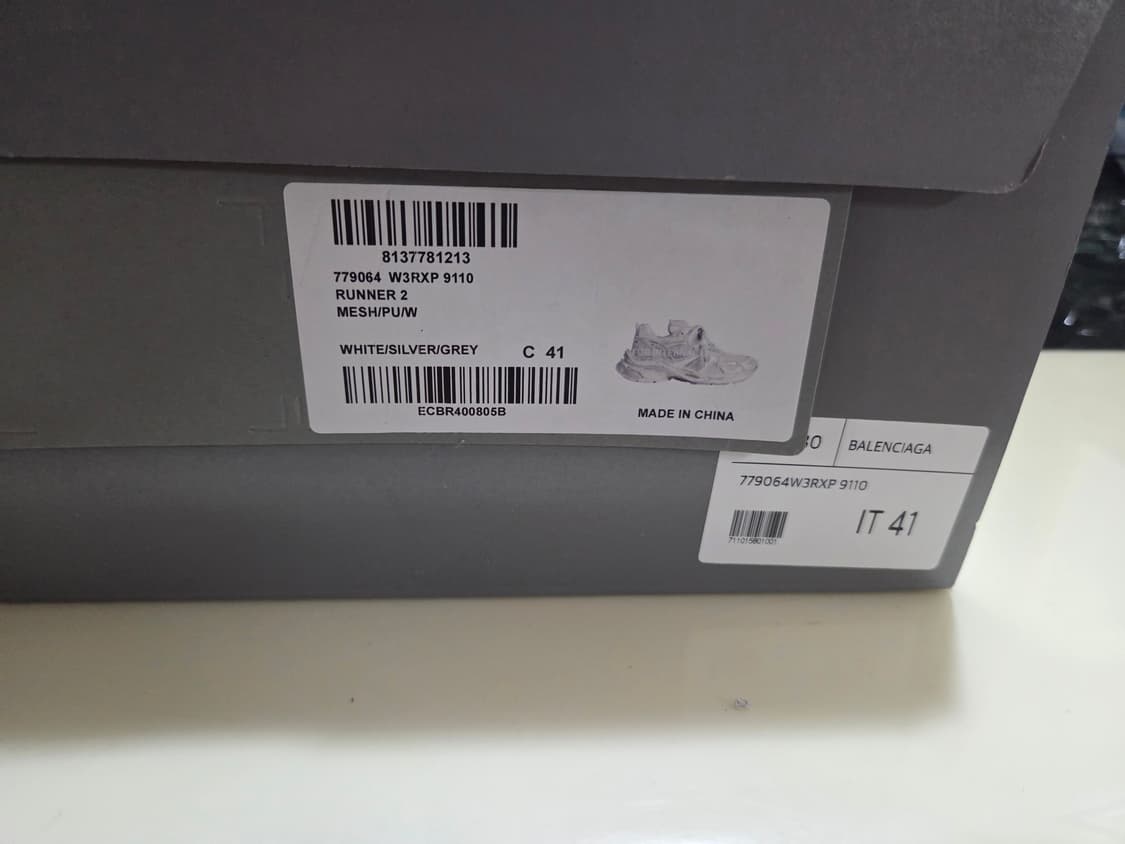 8137781213
779064 W3RXP 9110
RUNNER 2
MESH/PU/W
WHITE/SILVER/GREY C 41
ECBR400805B
MADE IN CHINA
BALENCIAGA
779064W3RXP 9110
IT 41